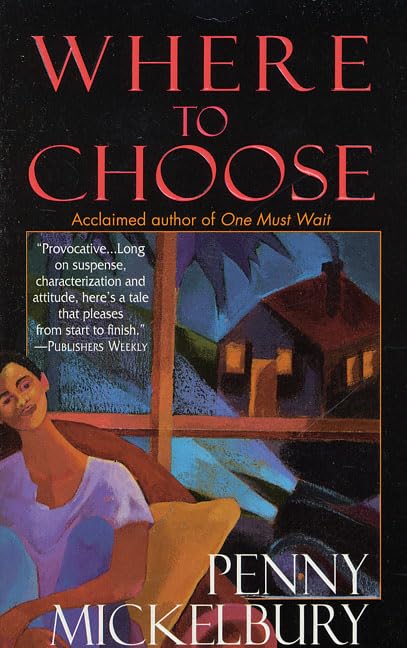 WHERE
TO
CHOOSE
Acclaimed author of One Must Wait
“Provocative...Long
on suspense,
characterization and
attitude, here's a tale
that pleases
from start to finish.”
—PUBLISHERS WEEKLY
PENNY
MICKELBURY